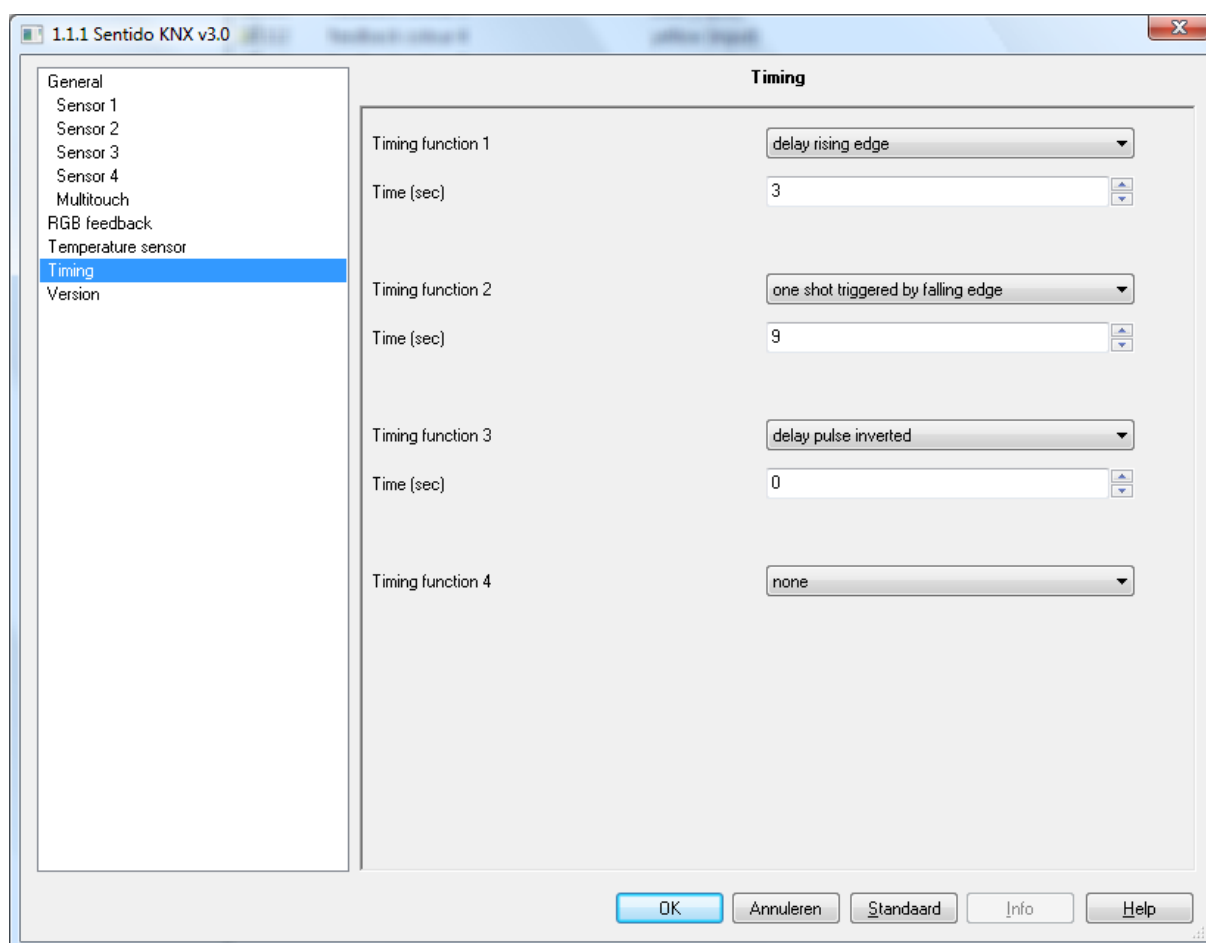 1.1.1 Sentido KNX v3.0
General
Sensor 1
Sensor 2
Sensor 3
Sensor 4
Multitouch
RGB feedback
Temperature sensor
Timing
Version
Timing
Timing function 1 delay rising edge
Time (sec) 3
Timing function 2 one shot triggered by falling edge
Time (sec) 9
Timing function 3 delay pulse inverted
Time (sec) 0
Timing function 4 none
OK Annuleren Standaard Info Help